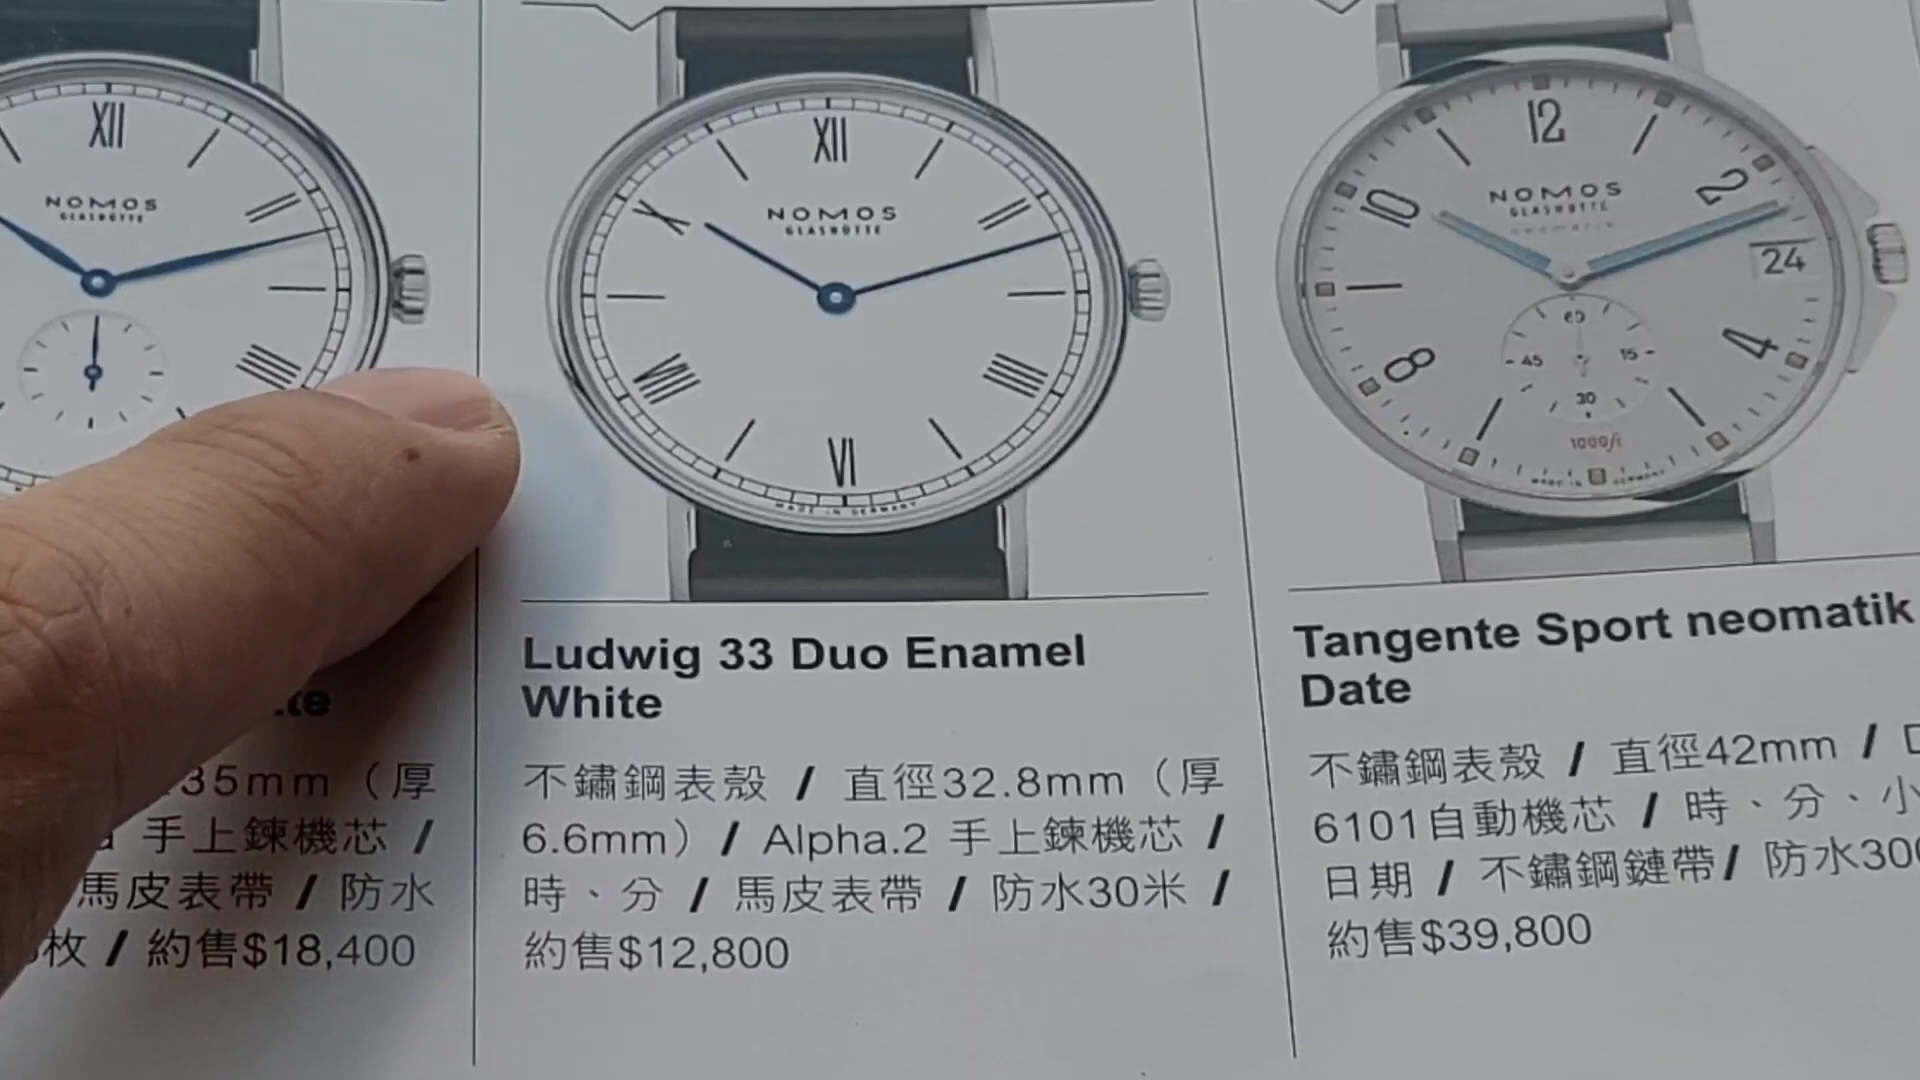 XII
NOMOS
GLASHÜTTE
XII
NOMOS
GLASHÜTTE
VI
MADE IN GERMANY
12
2
10
NOMOS
GLASHÜTTE
neomatik
24
4
8
60
45
15
30
1000ft
MADE IN GERMANY
35mm（厚
手上鍊機芯 /
馬皮表帶 / 防水
枚 / 約售$18,400
Ludwig 33 Duo Enamel
White
不鏽鋼表殼 / 直徑32.8mm（厚
6.6mm）/ Alpha.2 手上鍊機芯 /
時、分 / 馬皮表帶 / 防水30米 /
約售$12,800
Tangente Sport neomatik
Date
不鏽鋼表殼 / 直徑42mm /
6101自動機芯 / 時、分、小
日期 / 不鏽鋼鏈帶/ 防水300
約售$39,800